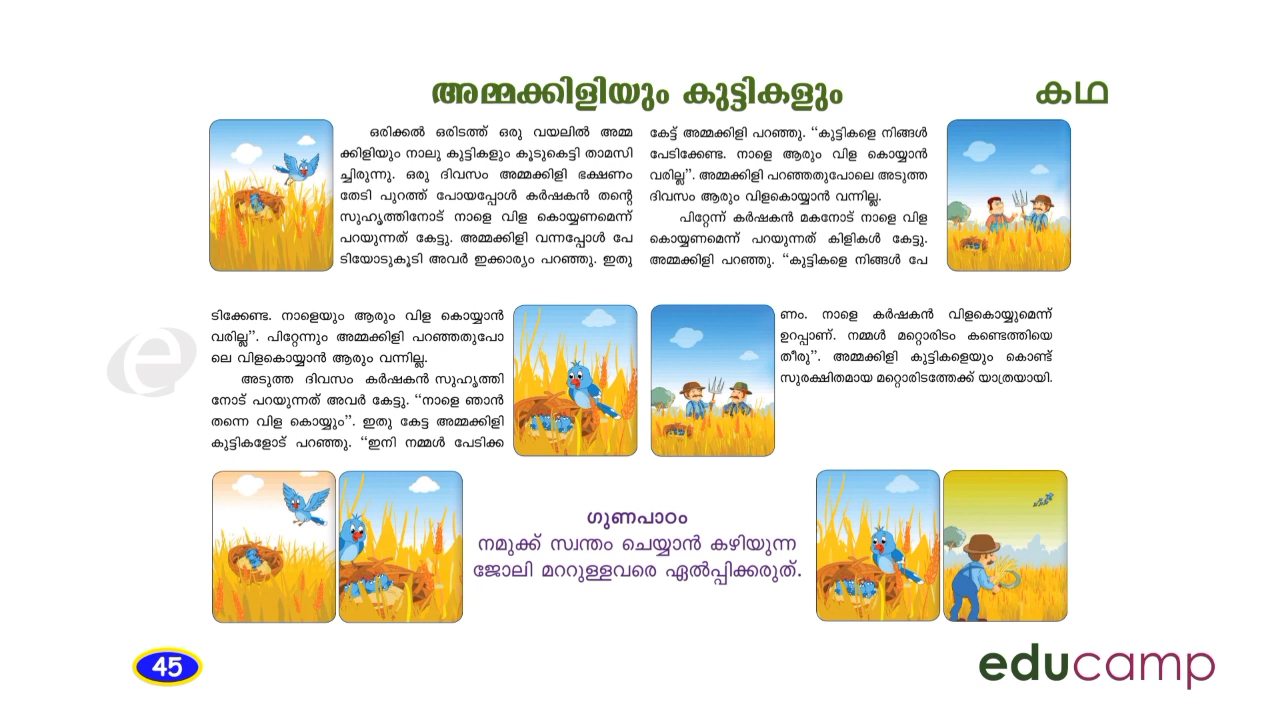 അമ്മക്കിളിയും കുട്ടികളും
കഥ
ഒരിക്കൽ ഒരിടത്ത് ഒരു വയലിൽ അമ്മ
ക്കിളിയും നാലു കുട്ടികളും കൂടുകെട്ടി താമസി
ച്ചിരുന്നു. ഒരു ദിവസം അമ്മക്കിളി ഭക്ഷണം
തേടി പുറത്ത് പോയപ്പോൾ കർഷകൻ തന്റെ
സുഹൃത്തിനോട് നാളെ വിള കൊയ്യണമെന്ന്
പറയുന്നത് കേട്ടു. അമ്മക്കിളി വന്നപ്പോൾ പേ
ടിയോടുകൂടി അവർ ഇക്കാര്യം പറഞ്ഞു. ഇതു
കേട്ട് അമ്മക്കിളി പറഞ്ഞു. “കുട്ടികളെ നിങ്ങൾ
പേടിക്കേണ്ട. നാളെ ആരും വിള കൊയ്യാൻ
വരില്ല”. അമ്മക്കിളി പറഞ്ഞതുപോലെ അടുത്ത
ദിവസം ആരും വിളകൊയ്യാൻ വന്നില്ല.
പിറ്റേന്ന് കർഷകൻ മകനോട് നാളെ വിള
കൊയ്യണമെന്ന് പറയുന്നത് കിളികൾ കേട്ടു.
അമ്മക്കിളി പറഞ്ഞു. “കുട്ടികളെ നിങ്ങൾ പേ
ടിക്കേണ്ട. നാളെയും ആരും വിള കൊയ്യാൻ
വരില്ല”. പിറ്റേന്നും അമ്മക്കിളി പറഞ്ഞതുപോ
ലെ വിളകൊയ്യാൻ ആരും വന്നില്ല.
അടുത്ത ദിവസം കർഷകൻ സുഹൃത്തി
നോട് പറയുന്നത് അവർ കേട്ടു. “നാളെ ഞാൻ
തന്നെ വിള കൊയ്യും”. ഇതു കേട്ട അമ്മക്കിളി
കുട്ടികളോട് പറഞ്ഞു. “ഇനി നമ്മൾ പേടിക്ക
ണം. നാളെ കർഷകൻ വിളകൊയ്യുമെന്ന്
ഉറപ്പാണ്. നമ്മൾ മറ്റൊരിടം കണ്ടെത്തിയെ
തീരൂ”. അമ്മക്കിളി കുട്ടികളെയും കൊണ്ട്
സുരക്ഷിതമായ മറ്റൊരിടത്തേക്ക് യാത്രയായി.
ഗുണപാഠം
നമുക്ക് സ്വന്തം ചെയ്യാൻ കഴിയുന്ന
ജോലി മററുള്ളവരെ ഏൽപ്പിക്കരുത്.
45
educamp